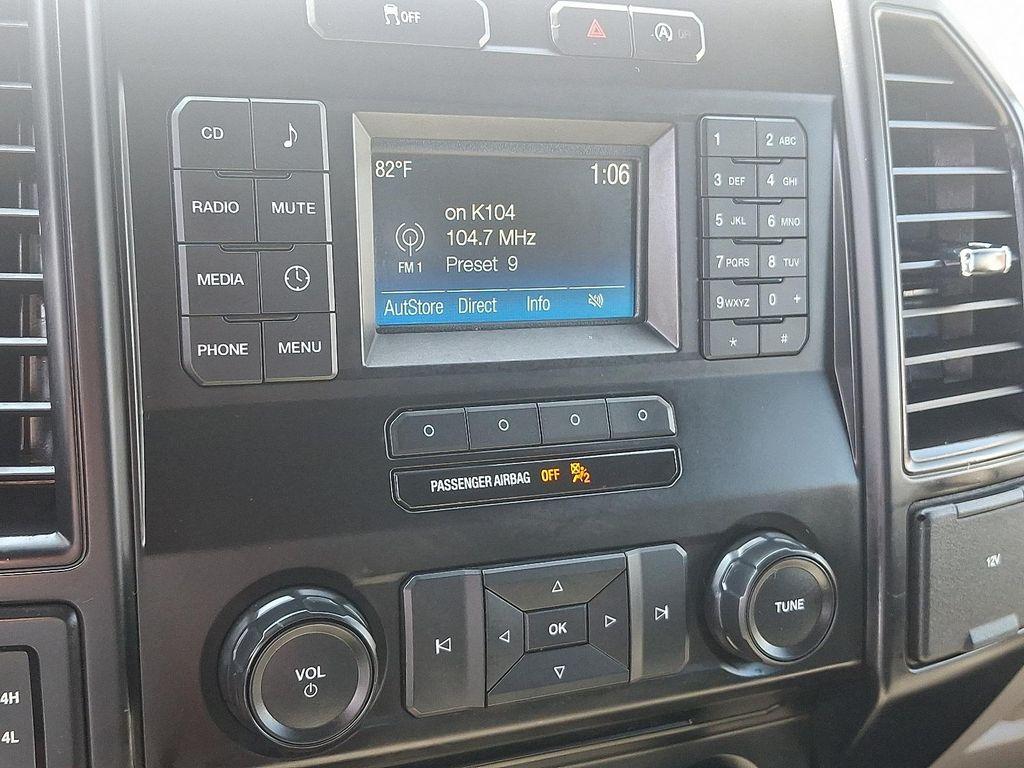 OFF
CD
RADIO MUTE
MEDIA
PHONE MENU
82°F 1:06
on K104
104.7 MHz
FM 1 Preset 9
AutStore Direct Info
1 2 ABC
3 DEF 4 GHI
5 JKL 6 MNO
7 PQRS 8 TUV
9 WXYZ 0 +
* #
PASSENGER AIRBAG OFF 2
12V
VOL
OK
TUNE
4H
4L